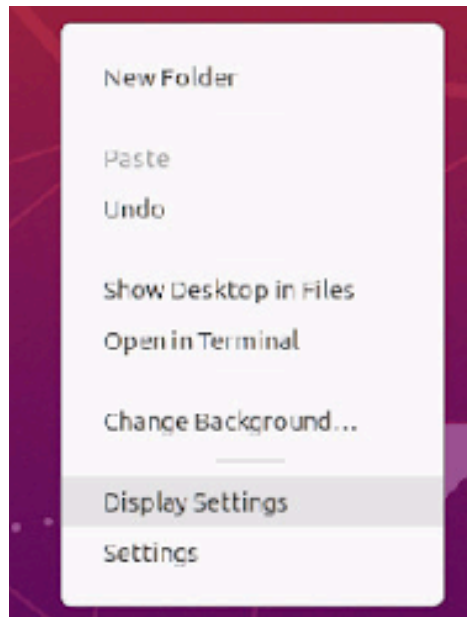 New Folder
Paste
Undo
Show Desktop in Files
Open in Terminal
Change Background...
Display Settings
Settings